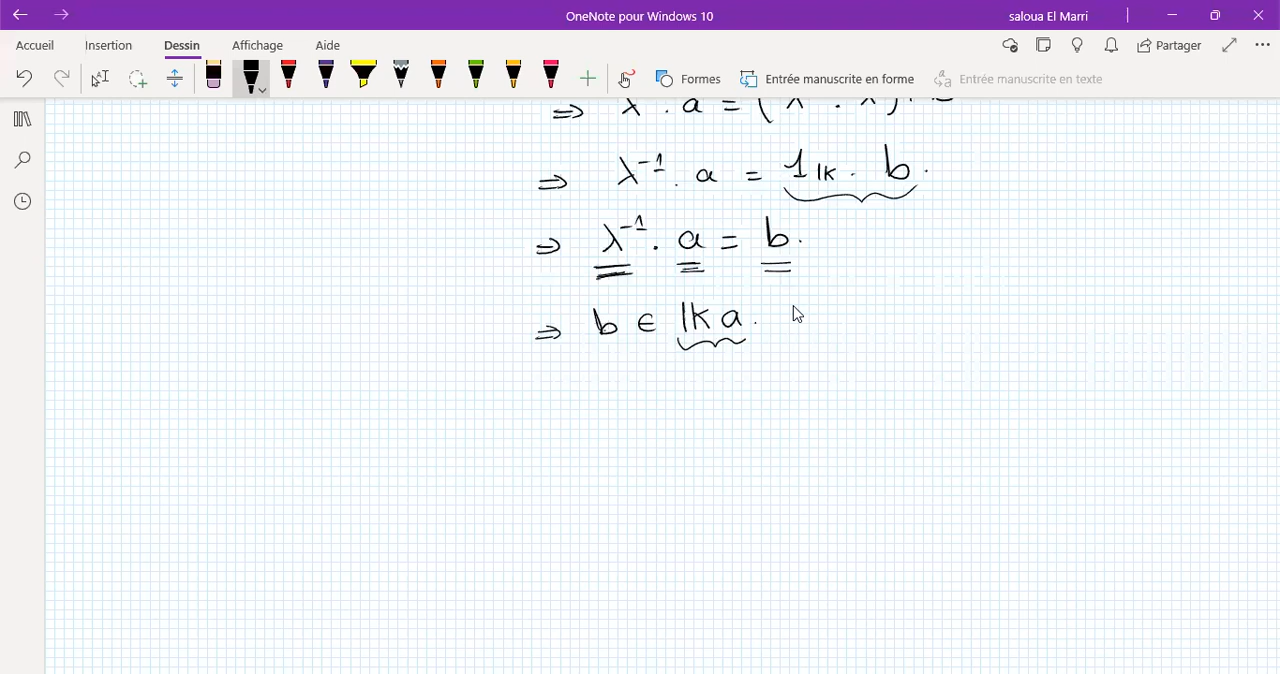 OneNote pour Windows 10
saloua El Marri
Accueil Insertion Dessin Affichage Aide
Partager
Formes
Entrée manuscrite en forme
Entrée manuscrite en texte
⇒ λ . a = (λ . λ) .
⇒ λ⁻¹ . a = 1𝕂 . b .
⇒ λ⁻¹ . a = b .
⇒ b ∈ 𝕂 a .